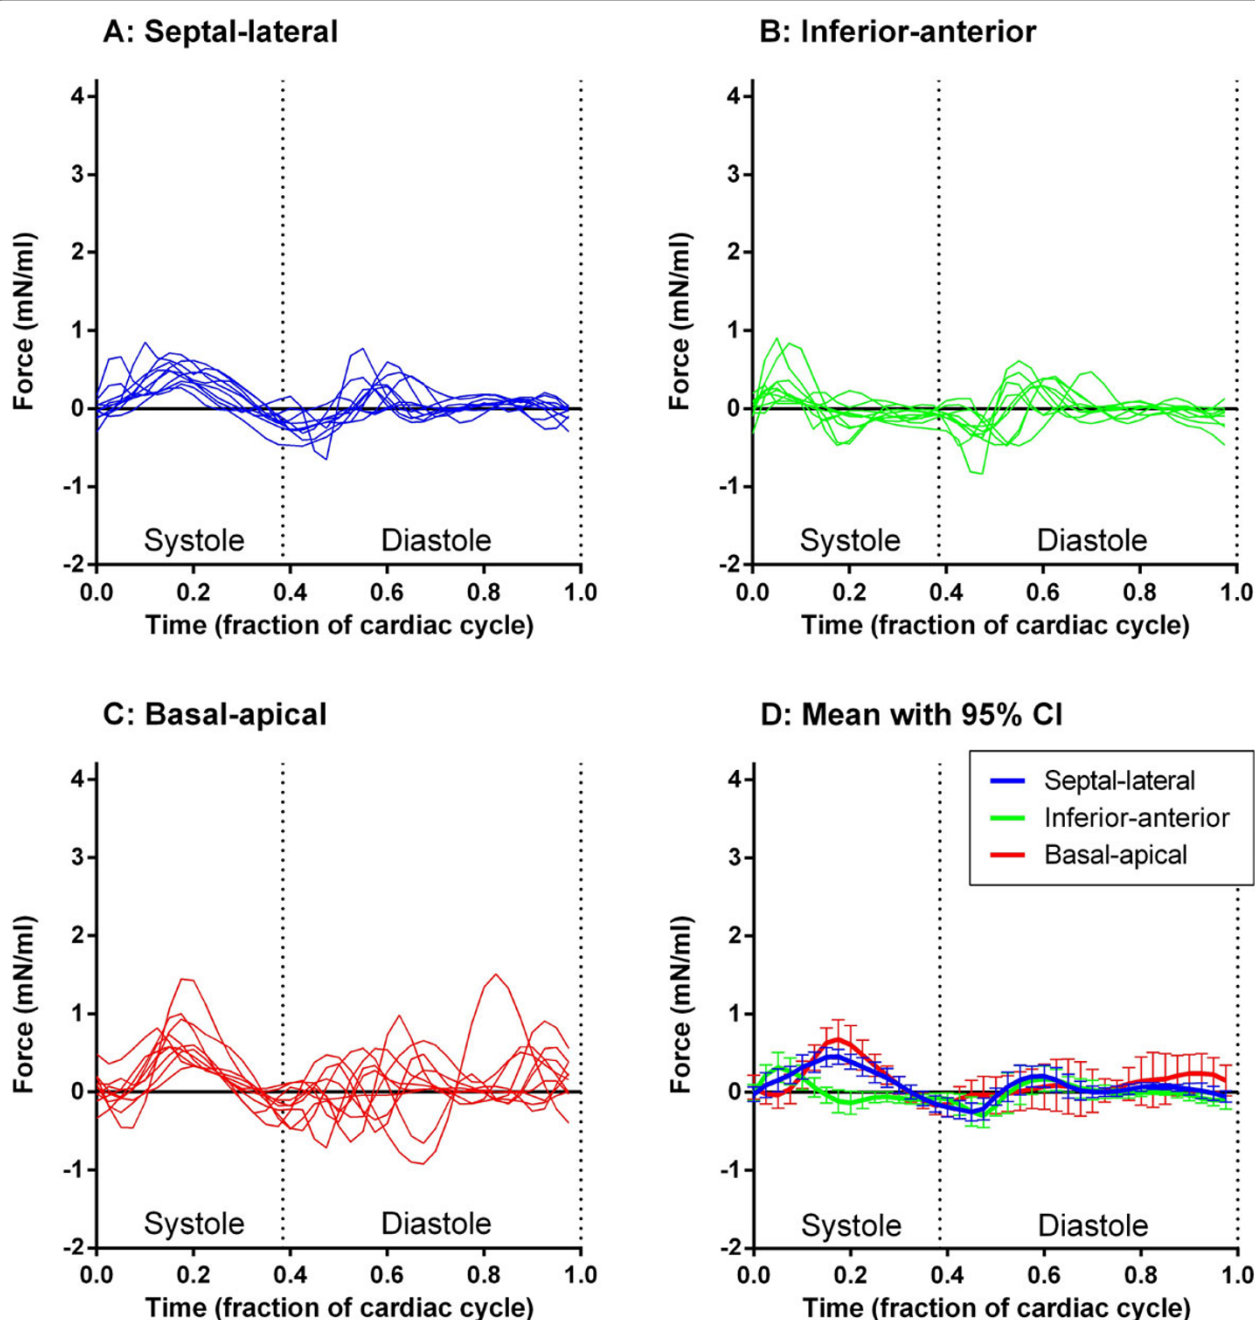 A: Septal-lateral
4
3
2
1
0
-1
-2
Force (mN/ml)
Systole
Diastole
0.0 0.2 0.4 0.6 0.8 1.0
Time (fraction of cardiac cycle)
B: Inferior-anterior
4
3
2
1
0
-1
-2
Force (mN/ml)
Systole
Diastole
0.0 0.2 0.4 0.6 0.8 1.0
Time (fraction of cardiac cycle)
C: Basal-apical
4
3
2
1
0
-1
-2
Force (mN/ml)
Systole
Diastole
0.0 0.2 0.4 0.6 0.8 1.0
Time (fraction of cardiac cycle)
D: Mean with 95% CI
Septal-lateral
Inferior-anterior
Basal-apical
4
3
2
1
0
-1
-2
Force (mN/ml)
Systole
Diastole
0.0 0.2 0.4 0.6 0.8 1.0
Time (fraction of cardiac cycle)